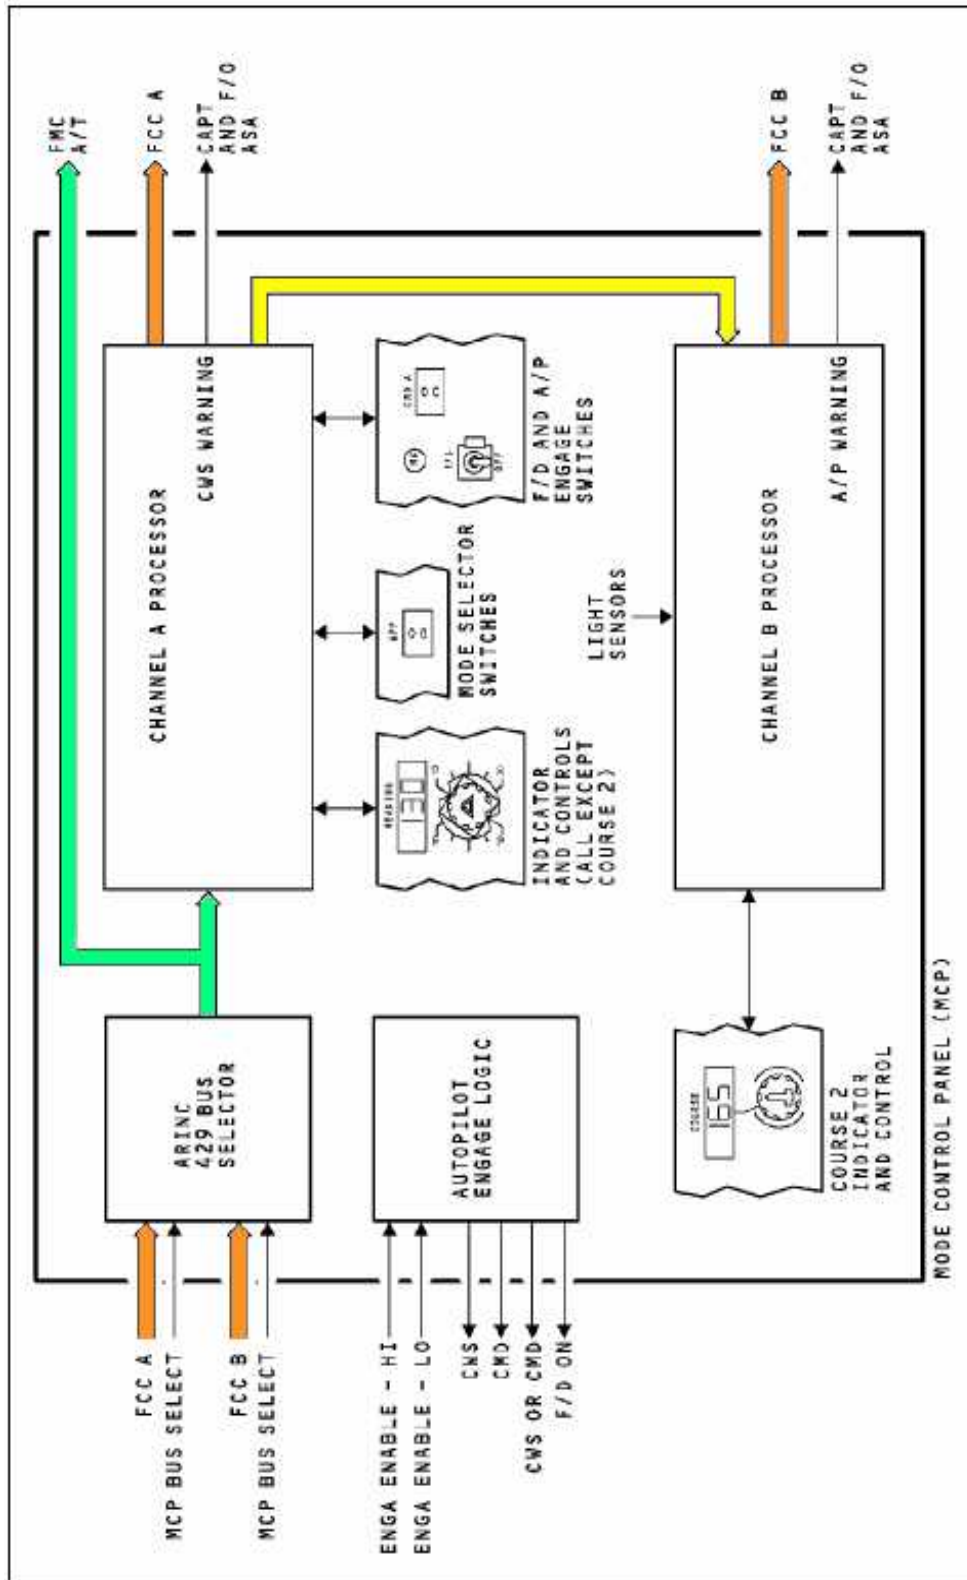 FCC A
MCP BUS SELECT
FCC B
MCP BUS SELECT
ARINC
429 BUS
SELECTOR
FMC
A/T
FCC A
CAPT
AND F/O
ASA
CHANNEL A PROCESSOR
CWS WARNING
HEADING
130
INDICATOR
AND CONTROLS
(ALL EXCEPT
COURSE 2)
APP
MODE SELECTOR
SWITCHES
CMD A
MA
OFF
F/D AND A/P
ENGAGE
SWITCHES
ENGA ENABLE - HI
ENGA ENABLE - LO
CWS
CMD
CWS OR CMD
F/D ON
AUTOPILOT
ENGAGE LOGIC
LIGHT
SENSORS
COURSE
165
COURSE 2
INDICATOR
AND CONTROL
CHANNEL B PROCESSOR
A/P WARNING
FCC B
CAPT
AND F/O
ASA
MODE CONTROL PANEL (MCP)